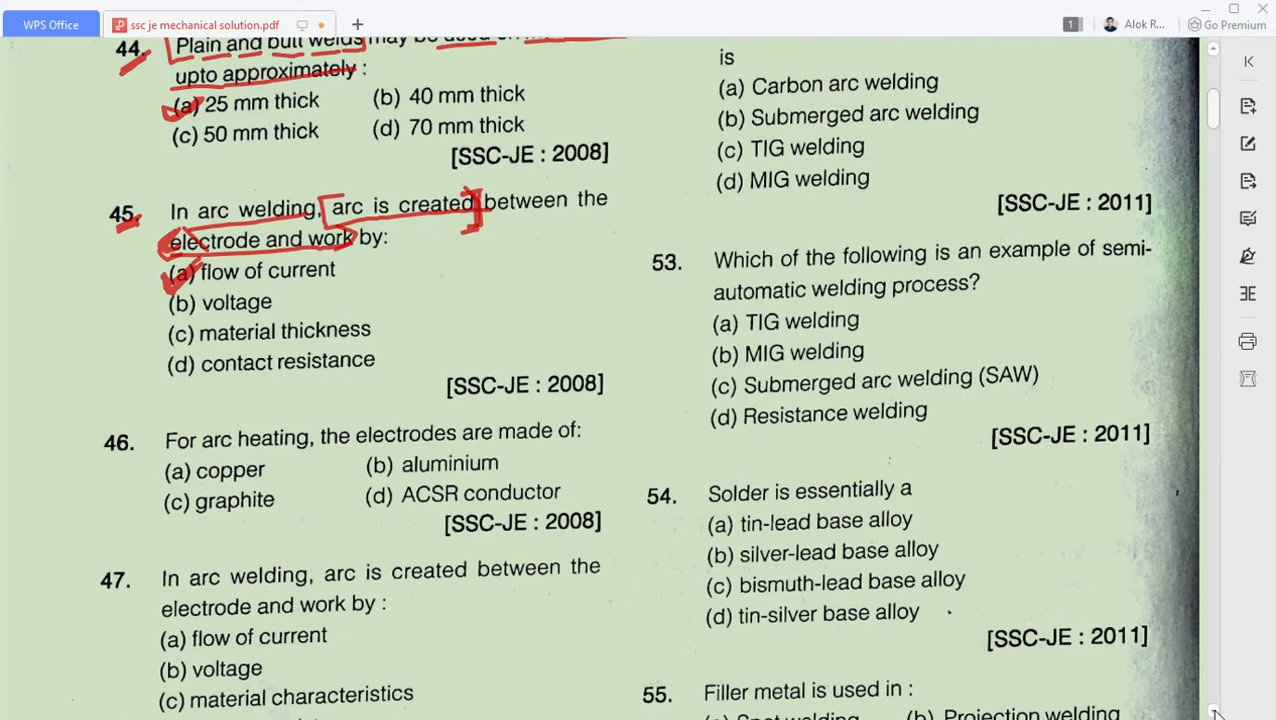 WPS Office
ssc je mechanical solution.pdf
1
Alok R...
Go Premium
44. Plain and butt welds may be used on
upto approximately :
(a) 25 mm thick (b) 40 mm thick
(c) 50 mm thick (d) 70 mm thick
[SSC-JE : 2008]
45. In arc welding, arc is created between the
electrode and work by:
(a) flow of current
(b) voltage
(c) material thickness
(d) contact resistance
[SSC-JE : 2008]
46. For arc heating, the electrodes are made of:
(a) copper (b) aluminium
(c) graphite (d) ACSR conductor
[SSC-JE : 2008]
47. In arc welding, arc is created between the
electrode and work by :
(a) flow of current
(b) voltage
(c) material characteristics
is
(a) Carbon arc welding
(b) Submerged arc welding
(c) TIG welding
(d) MIG welding
[SSC-JE : 2011]
53. Which of the following is an example of semi-
automatic welding process?
(a) TIG welding
(b) MIG welding
(c) Submerged arc welding (SAW)
(d) Resistance welding
[SSC-JE : 2011]
54. Solder is essentially a
(a) tin-lead base alloy
(b) silver-lead base alloy
(c) bismuth-lead base alloy
(d) tin-silver base alloy
[SSC-JE : 2011]
55. Filler metal is used in :
(a) Spot welding (b) Projection welding